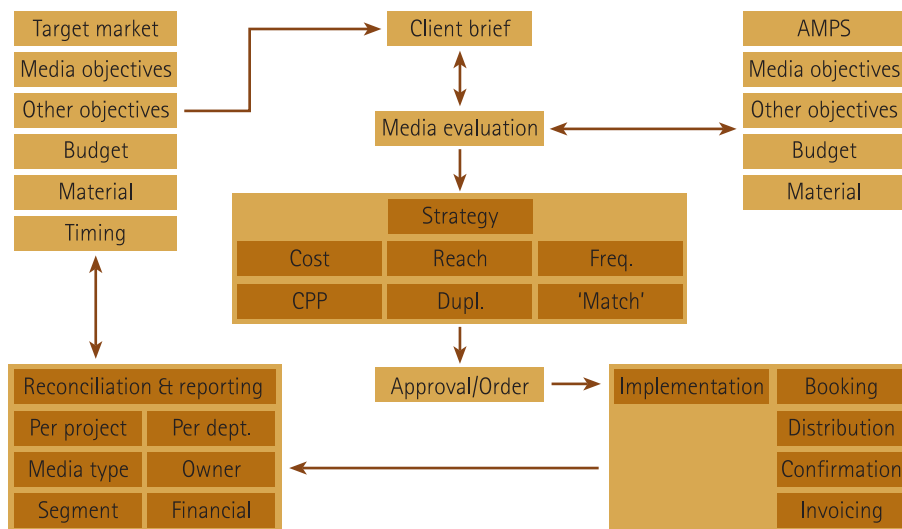 Target market
Media objectives
Other objectives
Budget
Material
Timing
Client brief
Media evaluation
AMPS
Media objectives
Other objectives
Budget
Material
Strategy
Cost
Reach
Freq.
CPP
Dupl.
'Match'
Approval/Order
Implementation
Booking
Distribution
Confirmation
Invoicing
Reconciliation & reporting
Per project
Per dept.
Media type
Owner
Segment
Financial